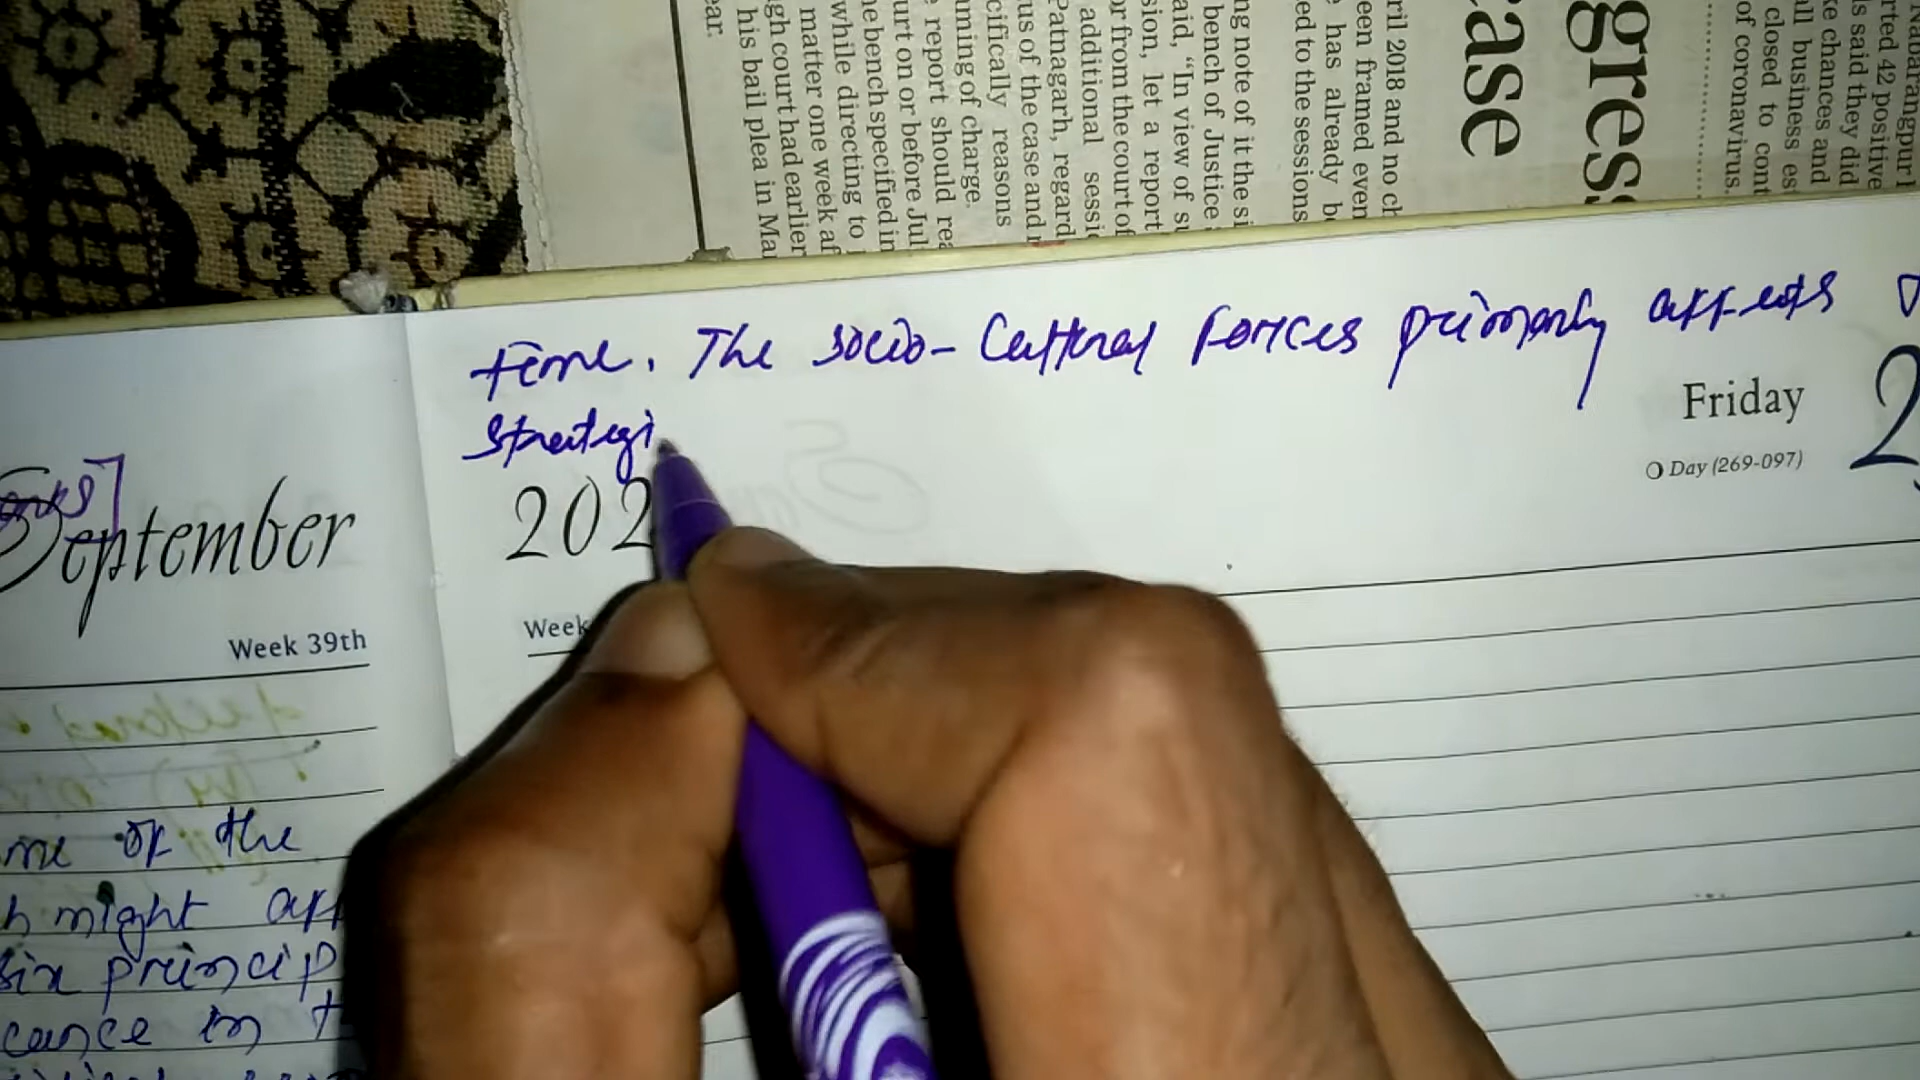 ear.
his bail plea in Ma
gh court had earlier
matter one week af
while directing to
he bench specified in
urt on or before Jul
report should rea
ming of charge.
cifically reasons
us of the case and
additional sessi
Patnagarh, regard
or from the court of
sion, let a report
aid, "In view of su
bench of Justice
ng note of it the si
ed to the sessions
has already b
een framed even
ril 2018 and no ch
ase
gress
of coronavirus.
closed to cont
all business es
ke chances and
ls said they did
rted 42 positive
Nabarangpur
time. The socio-Cultural Forces primarily affects
strategi
Friday
Day (269-097)
202
Week
September
Week 39th
me of the
h might aff
six princip
cance in t